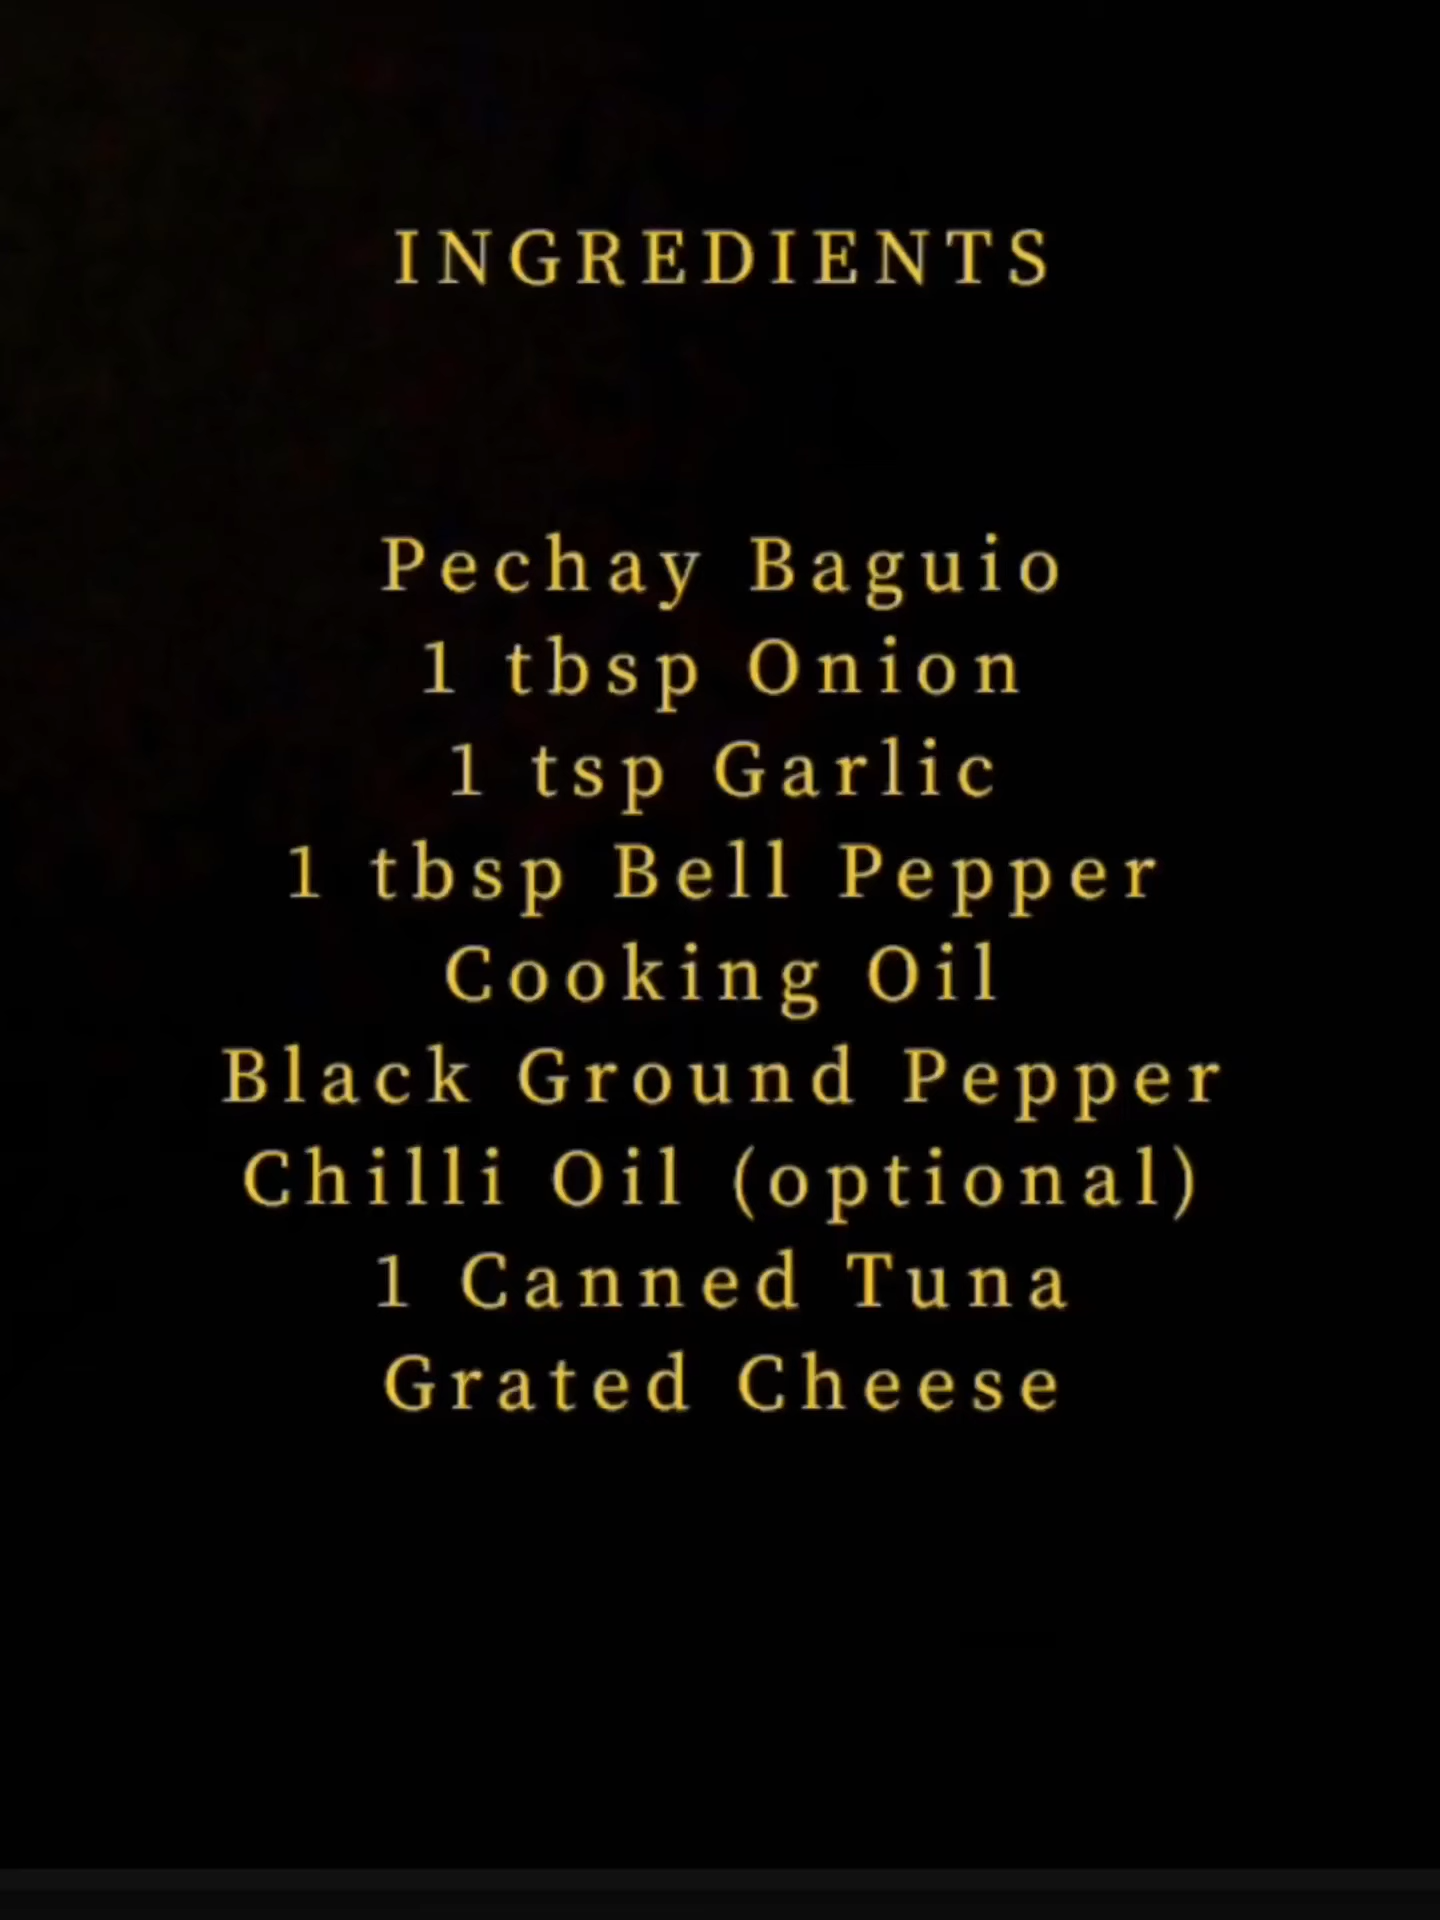 INGREDIENTS
Pechay Baguio
1 tbsp Onion
1 tsp Garlic
1 tbsp Bell Pepper
Cooking Oil
Black Ground Pepper
Chilli Oil (optional)
1 Canned Tuna
Grated Cheese